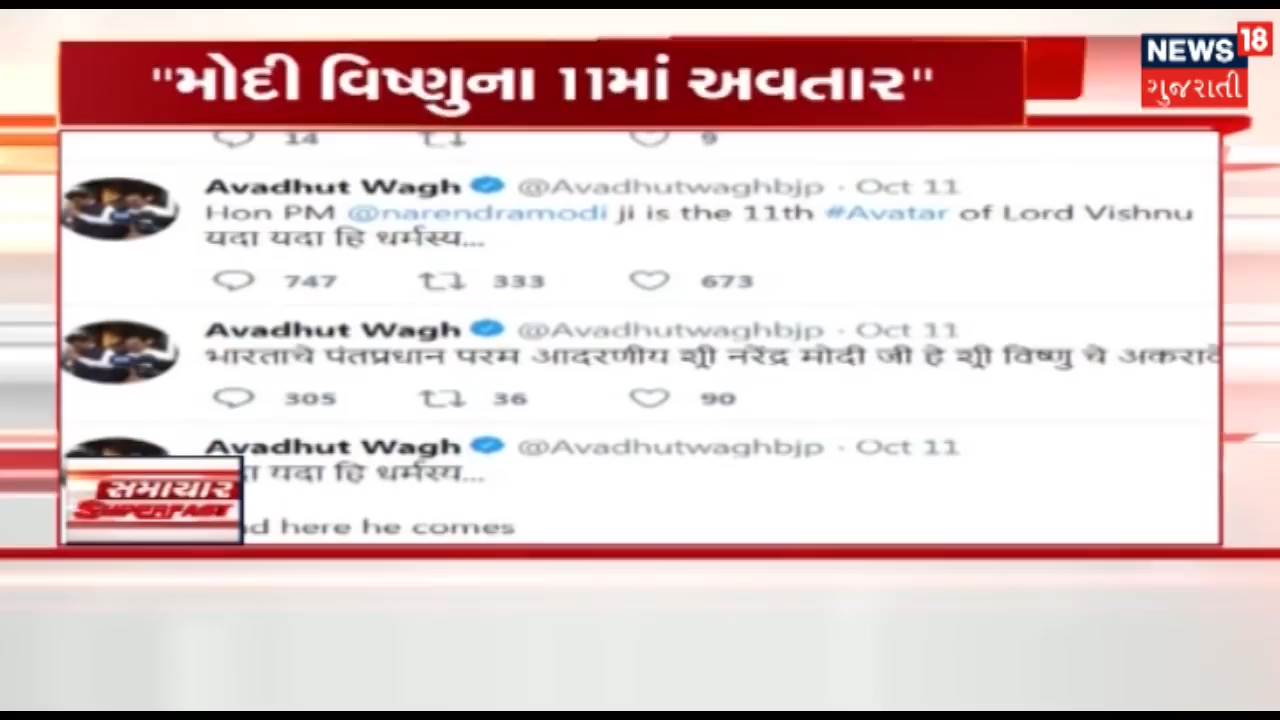 "મોદી વિષ્ણુના 11માં અવતાર"
NEWS 18
ગુજરાતી
14 9
Avadhut Wagh @Avadhutwaghbjp · Oct 11
Hon PM @narendramodi ji is the 11th #Avatar of Lord Vishnu
यदा यदा हि धर्मस्य...
747 333 673
Avadhut Wagh @Avadhutwaghbjp · Oct 11
भारताचे पंतप्रधान परम आदरणीय श्री नरेंद्र मोदी जी हे श्री विष्णु चे
305 36 90
Avadhut Wagh @Avadhutwaghbjp · Oct 11
यदा हि धर्मस्य...
here he comes
સમાચાર
SUPERFAST